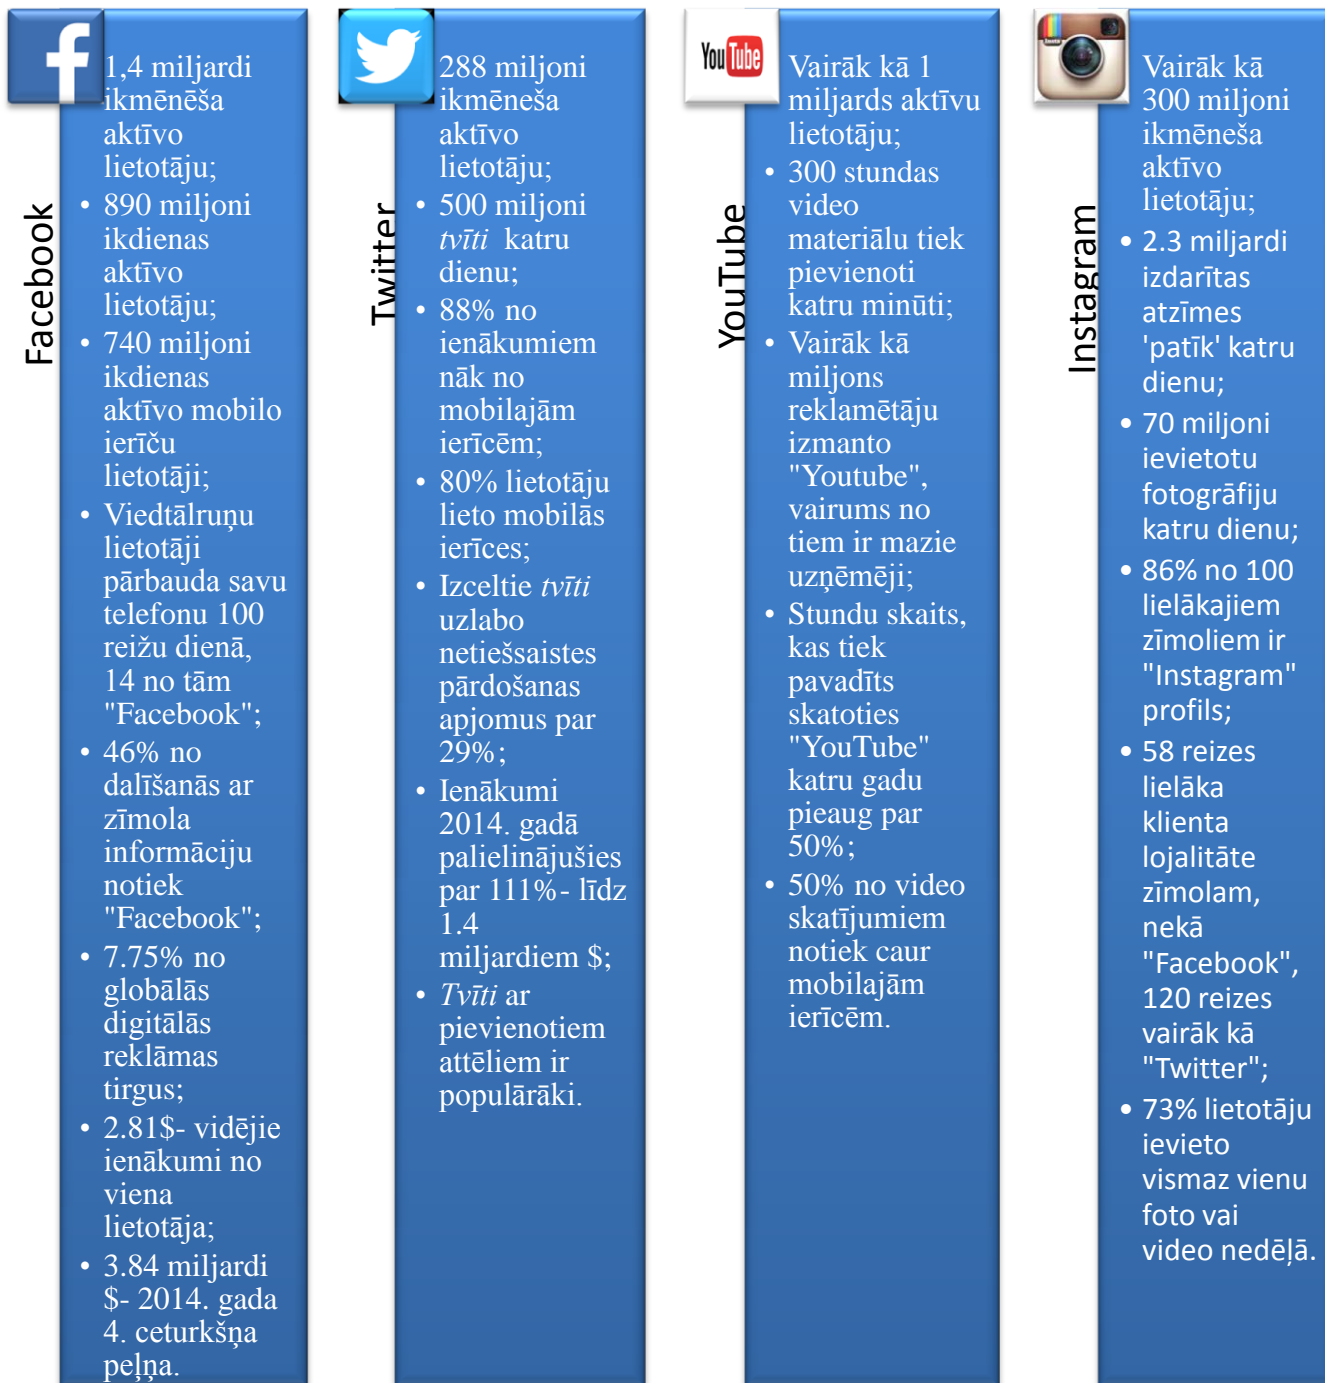 Facebook
1,4 miljardi
ikmēnēša
aktīvo
lietotāju;
• 890 miljoni
ikdienas
aktīvo
lietotāju;
• 740 miljoni
ikdienas
aktīvo mobilo
ierīču
lietotāji;
• Viedtālruņu
lietotāji
pārbauda savu
telefonu 100
reižu dienā,
14 no tām
"Facebook";
• 46% no
dalīšanās ar
zīmola
informāciju
notiek
"Facebook";
• 7.75% no
globālās
digitālās
reklāmas
tirgus;
• 2.81$- vidējie
ienākumi no
viena
lietotāja;
• 3.84 miljardi
$- 2014. gada
4. ceturkšņa
peļņa.
Twitter
288 miljoni
ikmēneša
aktīvo
lietotāju;
• 500 miljoni
tvīti katru
dienu;
• 88% no
ienākumiem
nāk no
mobilajām
ierīcēm;
• 80% lietotāju
lieto mobilās
ierīces;
• Izceltie tvīti
uzlabo
netiešsaistes
pārdošanas
apjomus par
29%;
• Ienākumi
2014. gadā
palielinājušies
par 111%- līdz
1.4
miljardiem $;
• Tvīti ar
pievienotiem
attēliem ir
populārāki.
YouTube
YouTube
Vairāk kā 1
miljards aktīvu
lietotāju;
• 300 stundas
video
materiālu tiek
pievienoti
katru minūti;
• Vairāk kā
miljons
reklamētāju
izmanto
"Youtube",
vairums no
tiem ir mazie
uzņēmēji;
• Stundu skaits,
kas tiek
pavadīts
skatoties
"YouTube"
katru gadu
pieaug par
50%;
• 50% no video
skatījumiem
notiek caur
mobilajām
ierīcēm.
Insta
Instagram
Vairāk kā
300 miljoni
ikmēneša
aktīvo
lietotāju;
• 2.3 miljardi
izdarītas
atzīmes
'patīk' katru
dienu;
• 70 miljoni
ievietotu
fotogrāfiju
katru dienu;
• 86% no 100
lielākajiem
zīmoliem ir
"Instagram"
profils;
• 58 reizes
lielāka
klienta
lojalitāte
zīmolam,
nekā
"Facebook",
120 reizes
vairāk kā
"Twitter";
• 73% lietotāju
ievieto
vismaz vienu
foto vai
video nedēļā.